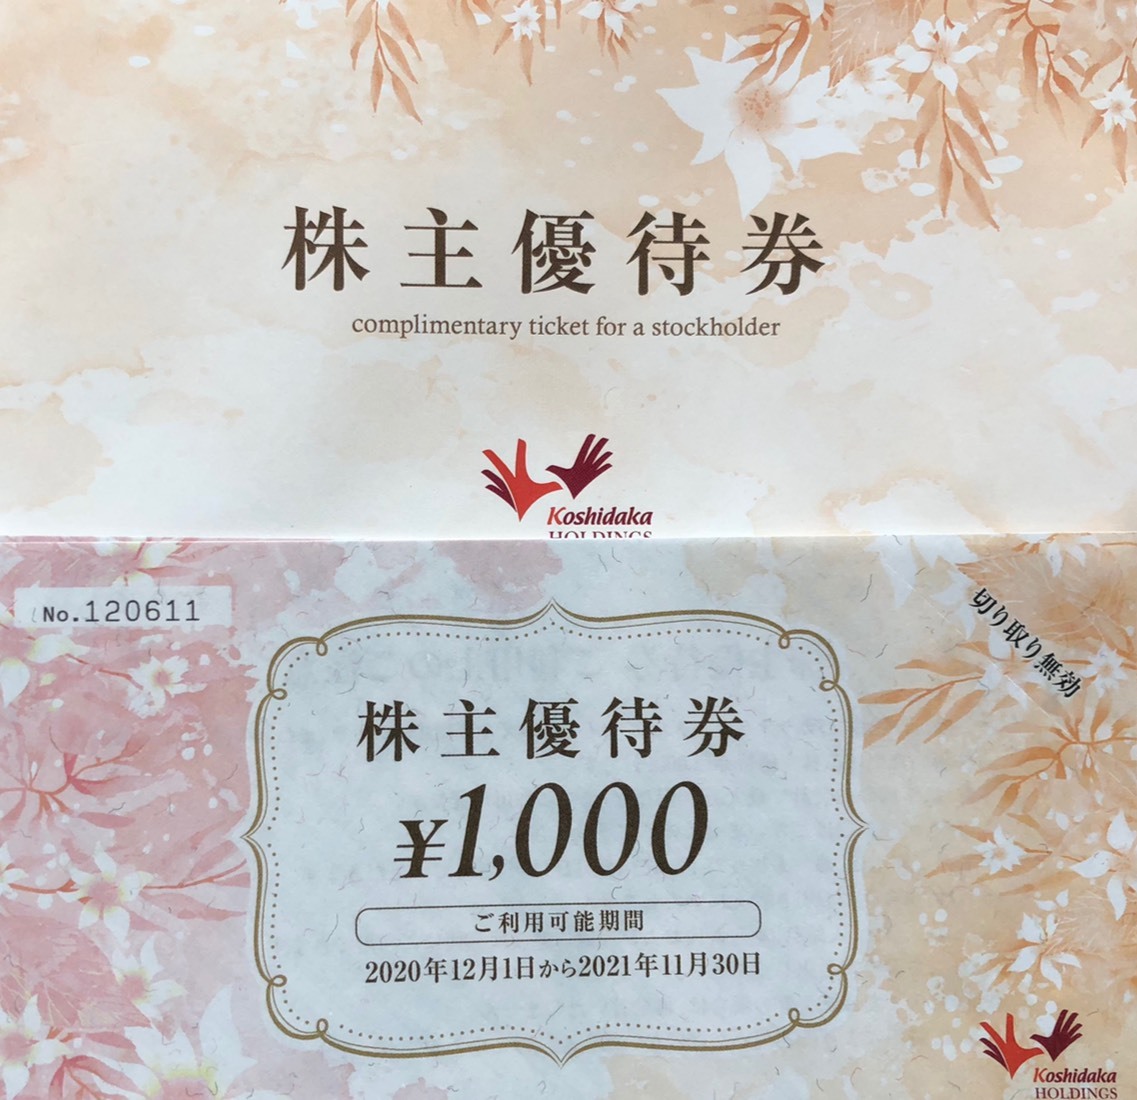 株主優待券
complimentary ticket for a stockholder
Koshidaka
HOLDINGS
No.120611
切り取り無効
株主優待券
¥1,000
ご利用可能期間
2020年12月1日から2021年11月30日
Koshidaka
HOLDINGS